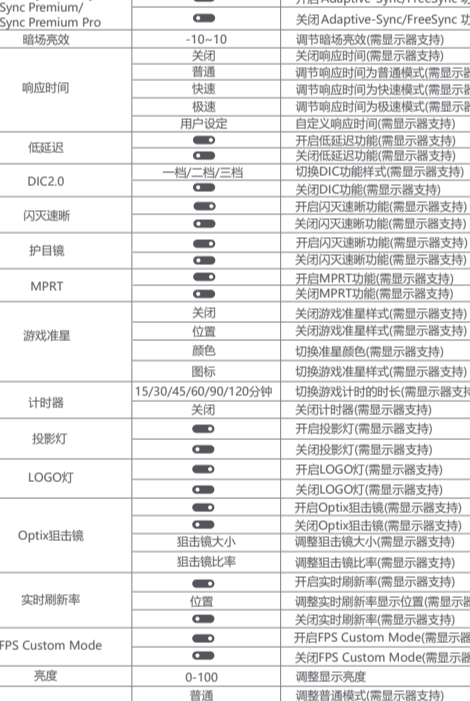 Sync Premium/
Sync Premium Pro
关闭Adaptive-Sync/FreeSync 功
暗场亮效 -10~10 调节暗场亮效(需显示器支持)
响应时间
关闭 关闭响应时间(需显示器支持)
普通 调节响应时间为普通模式(需显示器
快速 调节响应时间为快速模式(需显示器
极速 调节响应时间为极速模式(需显示器
用户设定 自定义响应时间(需显示器支持)
低延迟
开启低延迟功能(需显示器支持)
关闭低延迟功能(需显示器支持)
DIC2.0
一档/二档/三档 切换DIC功能样式(需显示器支持)
关闭DIC功能(需显示器支持)
闪灭速晰
开启闪灭速晰功能(需显示器支持)
关闭闪灭速晰功能(需显示器支持)
护目镜
开启闪灭速晰功能(需显示器支持)
关闭闪灭速晰功能(需显示器支持)
MPRT
开启MPRT功能(需显示器支持)
关闭MPRT功能(需显示器支持)
游戏准星
关闭 关闭游戏准星样式(需显示器支持)
位置 关闭游戏准星样式(需显示器支持)
颜色 切换准星颜色(需显示器支持)
图标 切换游戏准星样式(需显示器支持)
计时器
15/30/45/60/90/120分钟 切换游戏计时的时长(需显示器支持
关闭 关闭计时器(需显示器支持)
投影灯
开启投影灯(需显示器支持)
关闭投影灯(需显示器支持)
LOGO灯
开启LOGO灯(需显示器支持)
关闭LOGO灯(需显示器支持)
Optix狙击镜
开启Optix狙击镜(需显示器支持)
关闭Optix狙击镜(需显示器支持)
狙击镜大小 调整狙击镜大小(需显示器支持)
狙击镜比率 调整狙击镜比率(需显示器支持)
实时刷新率
开启实时刷新率(需显示器支持)
位置 调整实时刷新率显示位置(需显示器
关闭实时刷新率(需显示器支持)
FPS Custom Mode
开启FPS Custom Mode(需显示器
关闭FPS Custom Mode(需显示器
亮度 0-100 调整显示亮度
普通 调整普通模式(需显示器支持)